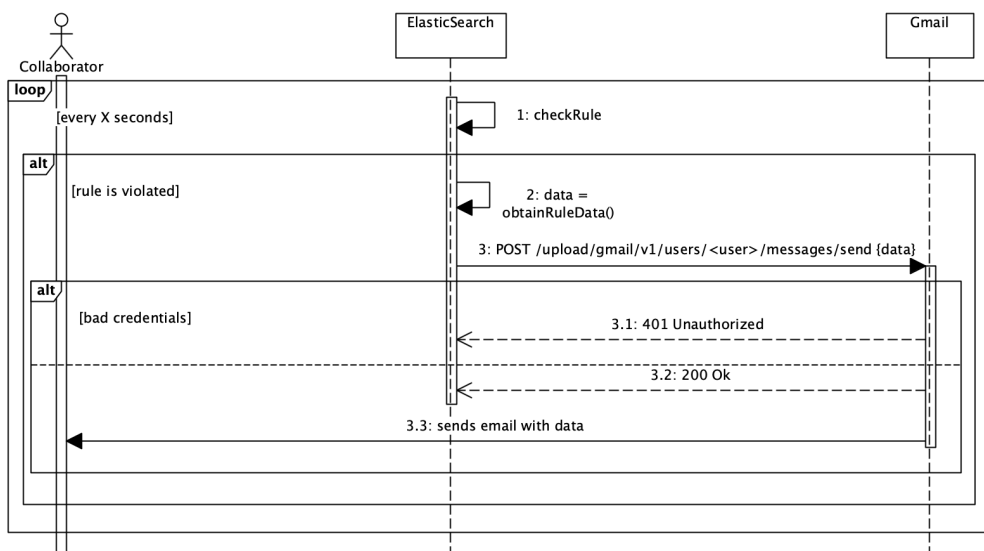 ElasticSearch
Gmail
Collaborator
loop
[every X seconds]
1: checkRule
alt
[rule is violated]
2: data =
obtainRuleData()
3: POST /upload/gmail/v1/users/<user>/messages/send {data}
alt
[bad credentials]
3.1: 401 Unauthorized
3.2: 200 Ok
3.3: sends email with data